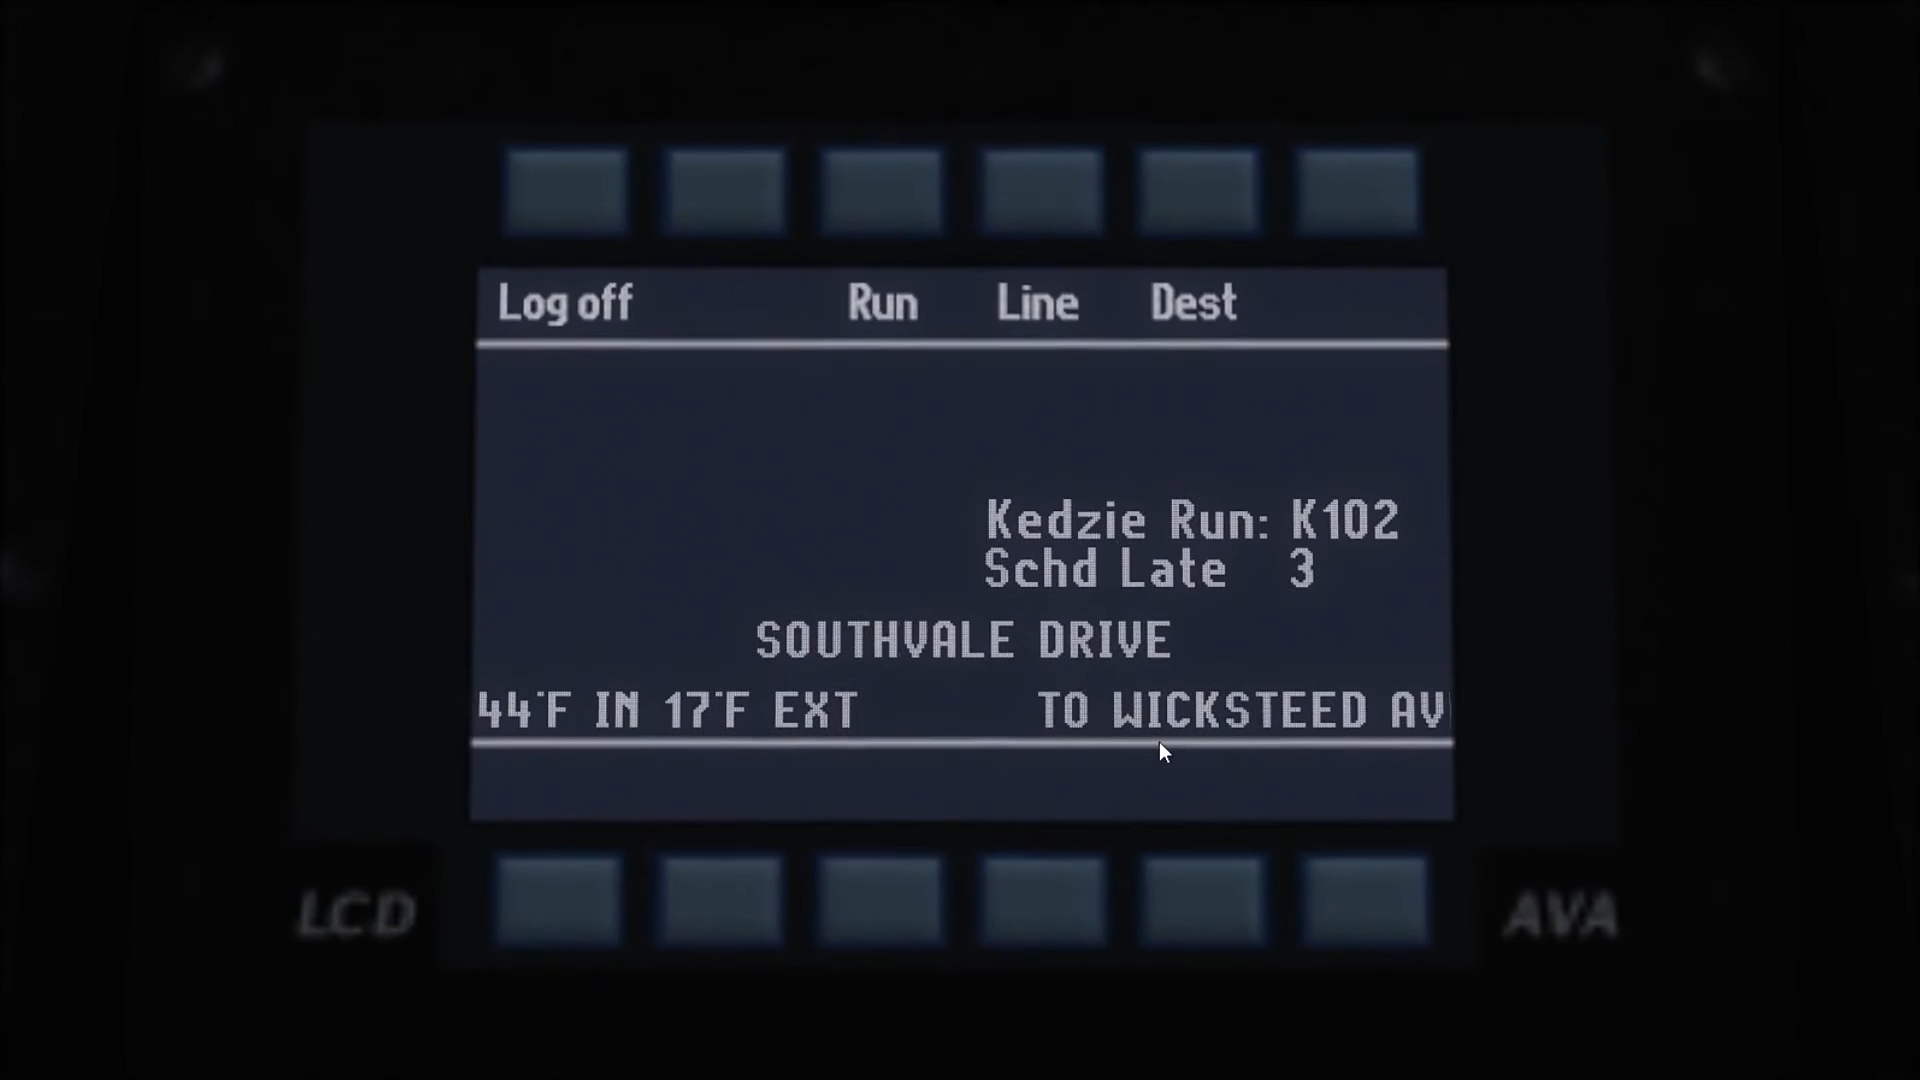 Log off Run Line Dest
Kedzie Run: K102
Schd Late 3
SOUTHVALE DRIVE
44°F IN 17°F EXT TO WICKSTEED AV
LCD AVA